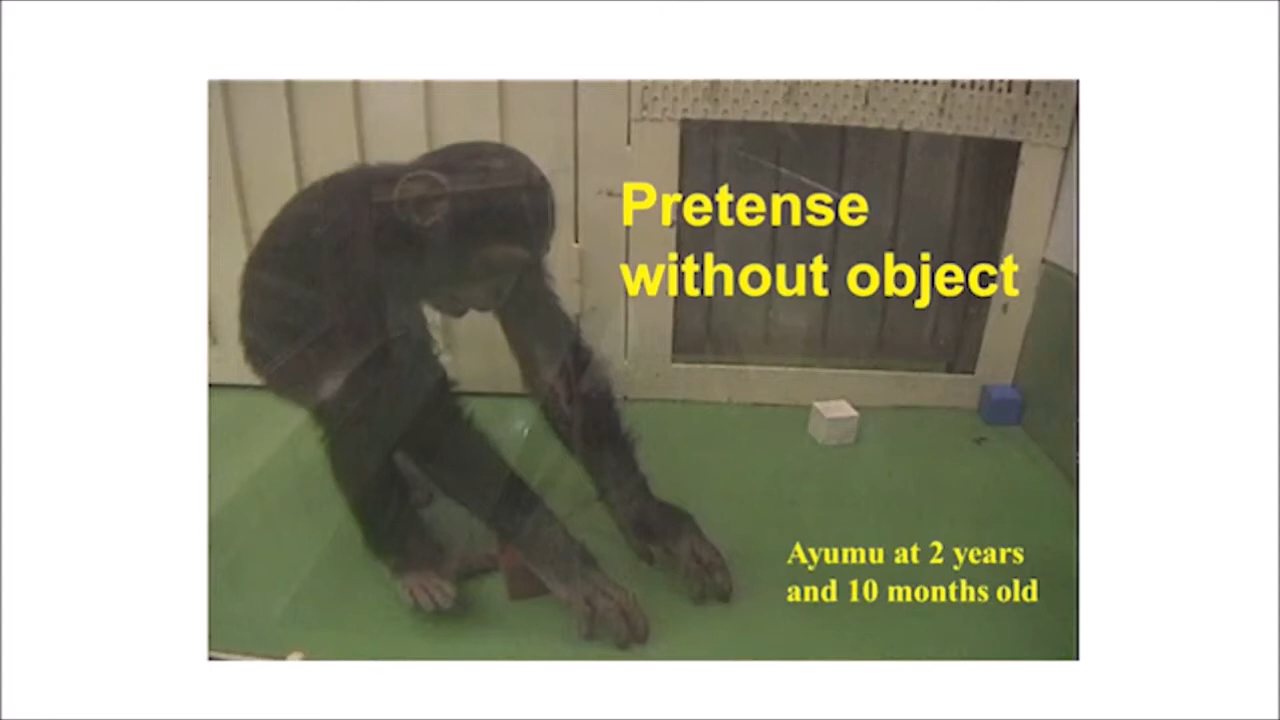 Pretense
without object
Ayumu at 2 years
and 10 months old